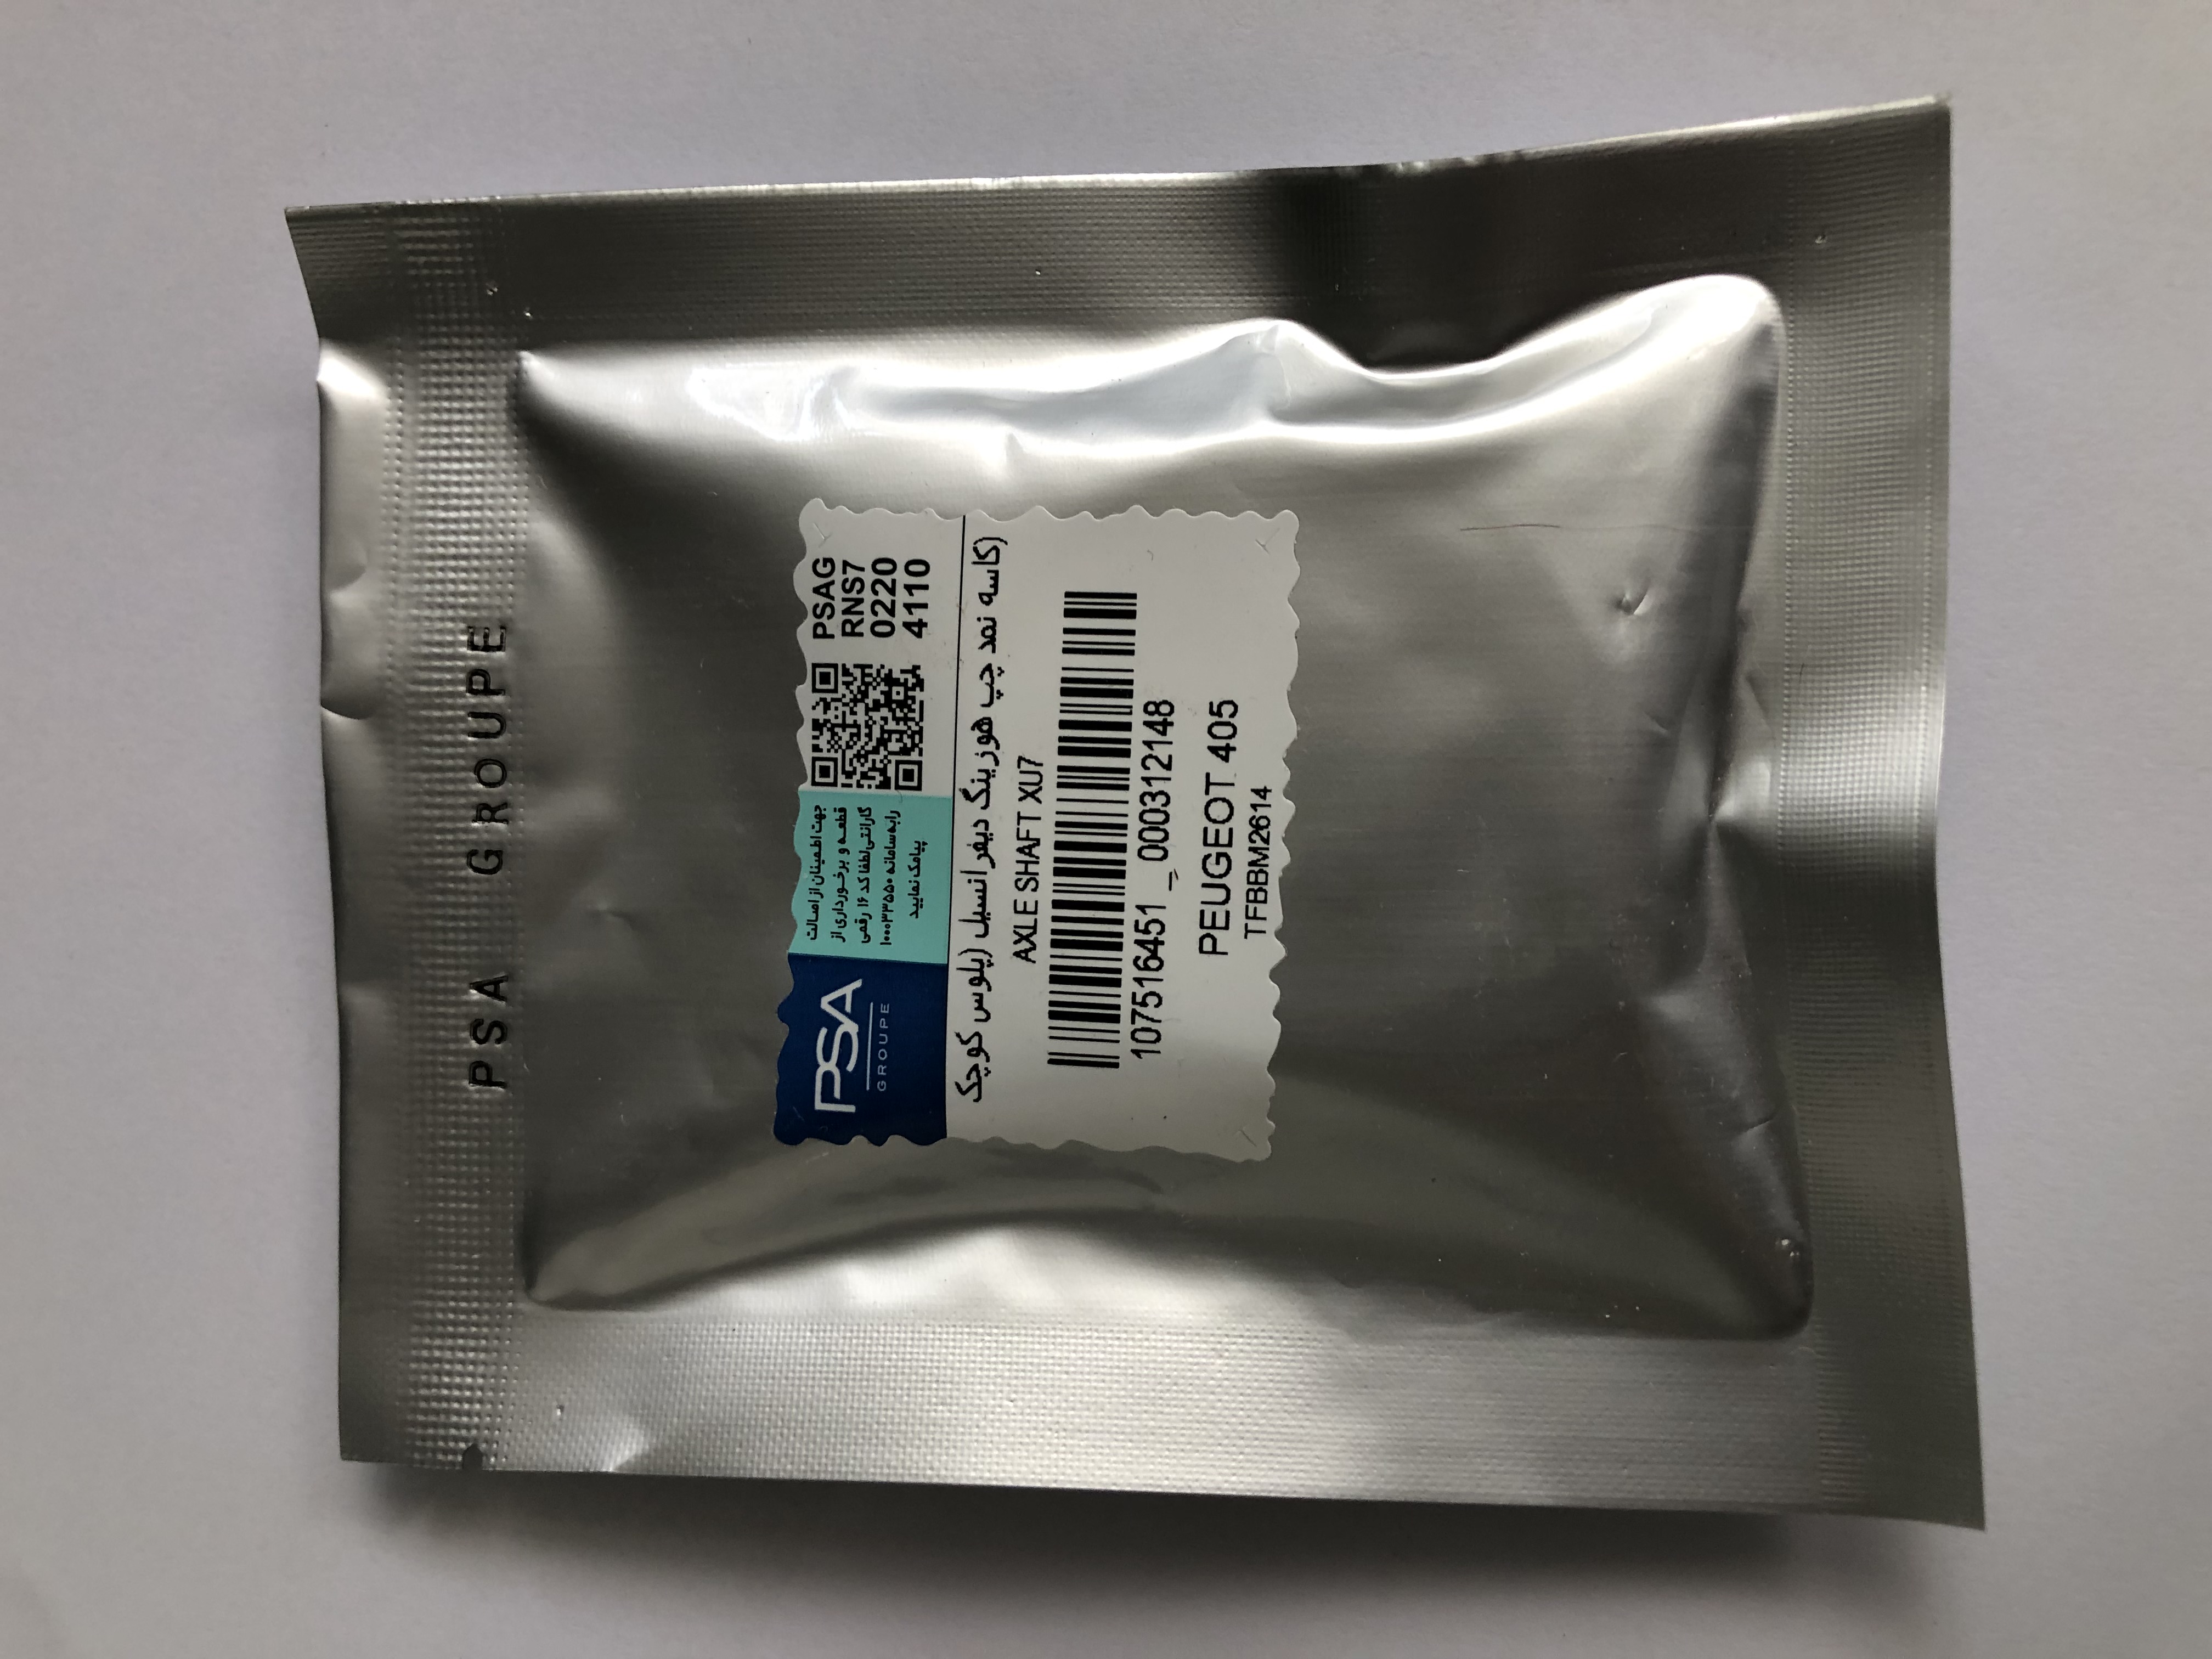 PSA GROUPE
PSA
GROUPE
جهت اطمینان از اصالت
قطعه و برخورداری از
گارانتی لطفا کد ۱۶ رقمی
را به سامانه ۱۰۰۰۳۳۵۵۰
پیامک نمایید
PSAG
RNS7
0220
4110
کاسه نمد چپ هوزینگ دیفرانسیل (پلوس کوچک)
AXLE SHAFT XU7
107516451 _ 0000312148
PEUGEOT 405
TFBBM2614